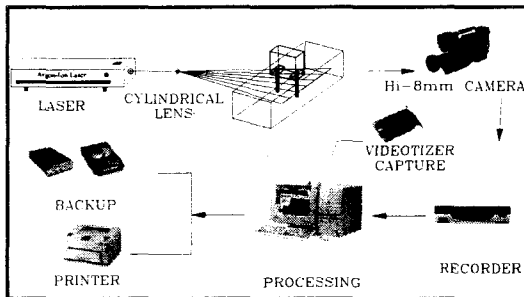 Argon-Ion Laser
LASER
CYLINDRICAL
LENS
Hi-8mm CAMERA
VIDEOTIZER
CAPTURE
BACKUP
PRINTER
PROCESSING
RECORDER